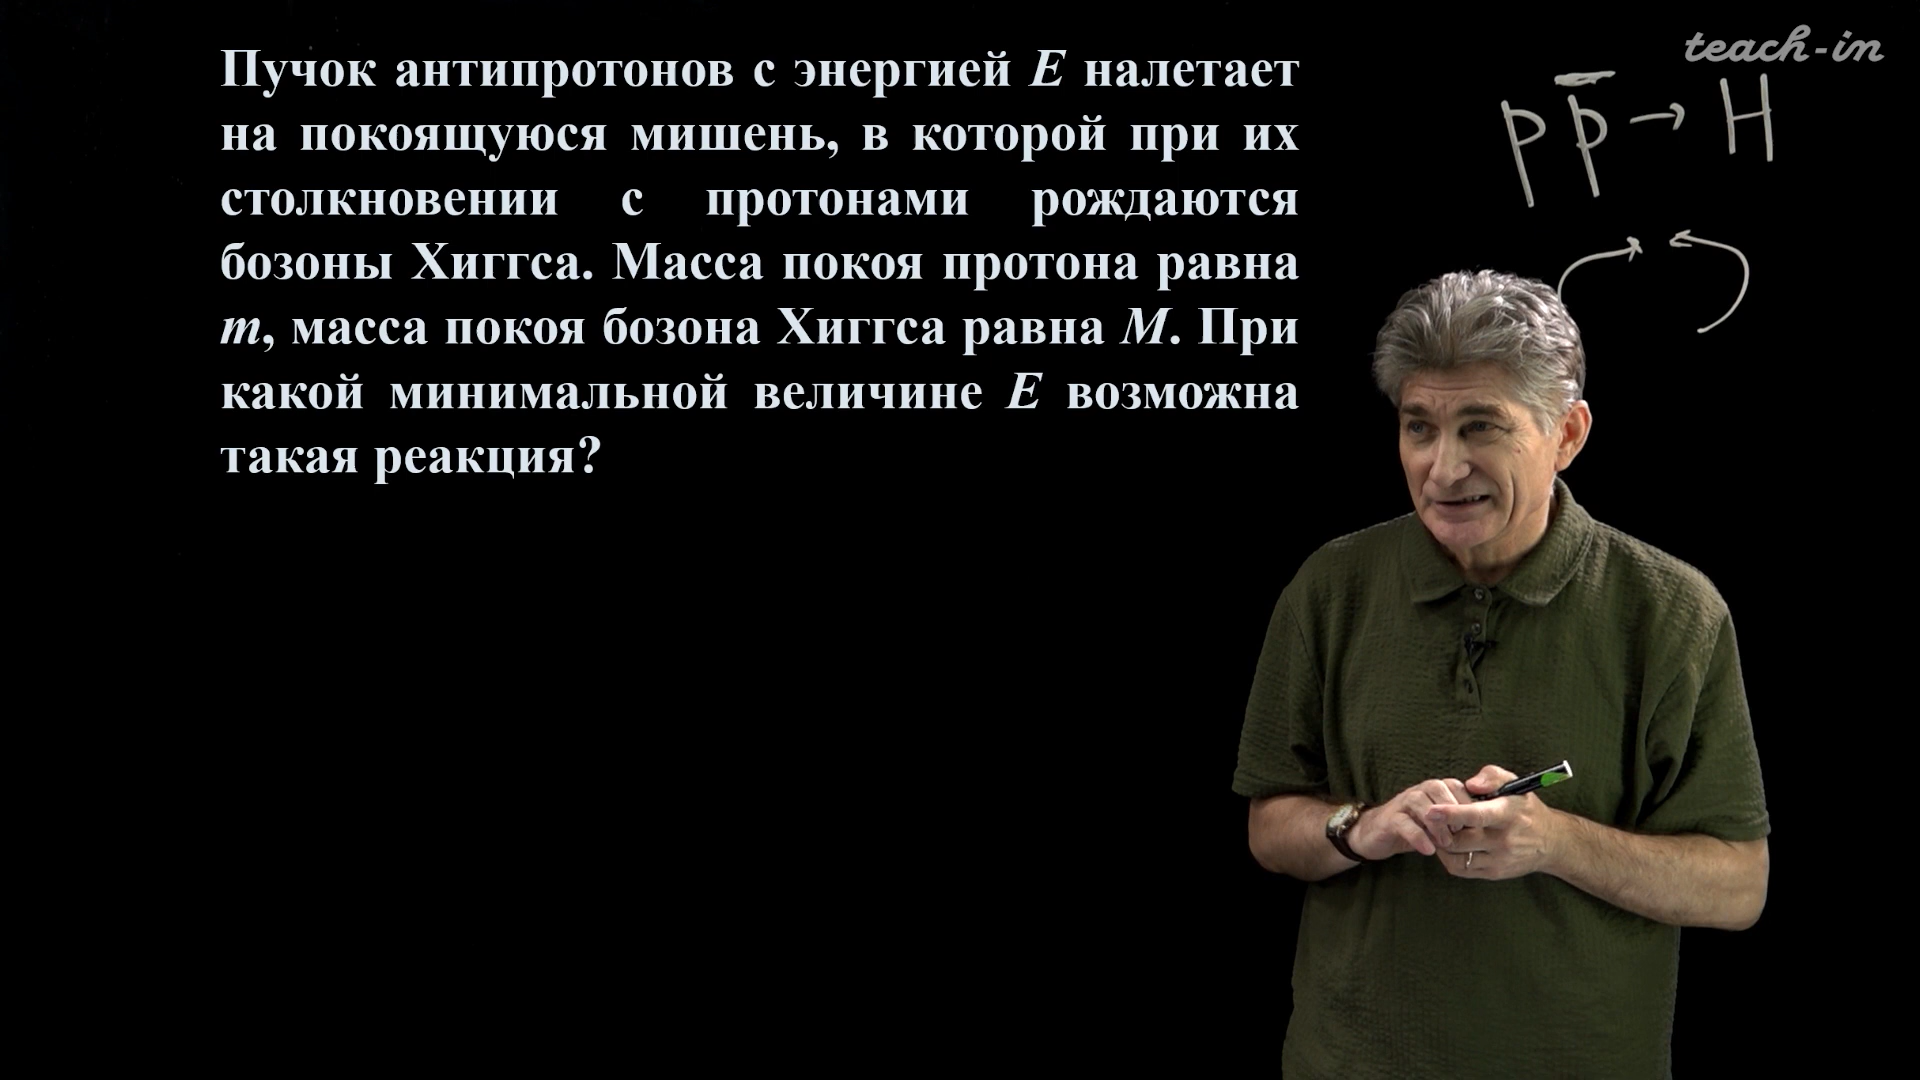 Пучок антипротонов с энергией E налетает
на покоящуюся мишень, в которой при их
столкновении с протонами рождаются
бозоны Хиггса. Масса покоя протона равна
m, масса покоя бозона Хиггса равна M. При
какой минимальной величине E возможна
такая реакция?
teach-in
p p̅ → H